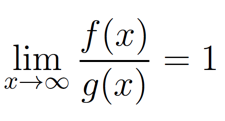 lim x→∞ f(x)/g(x) = 1